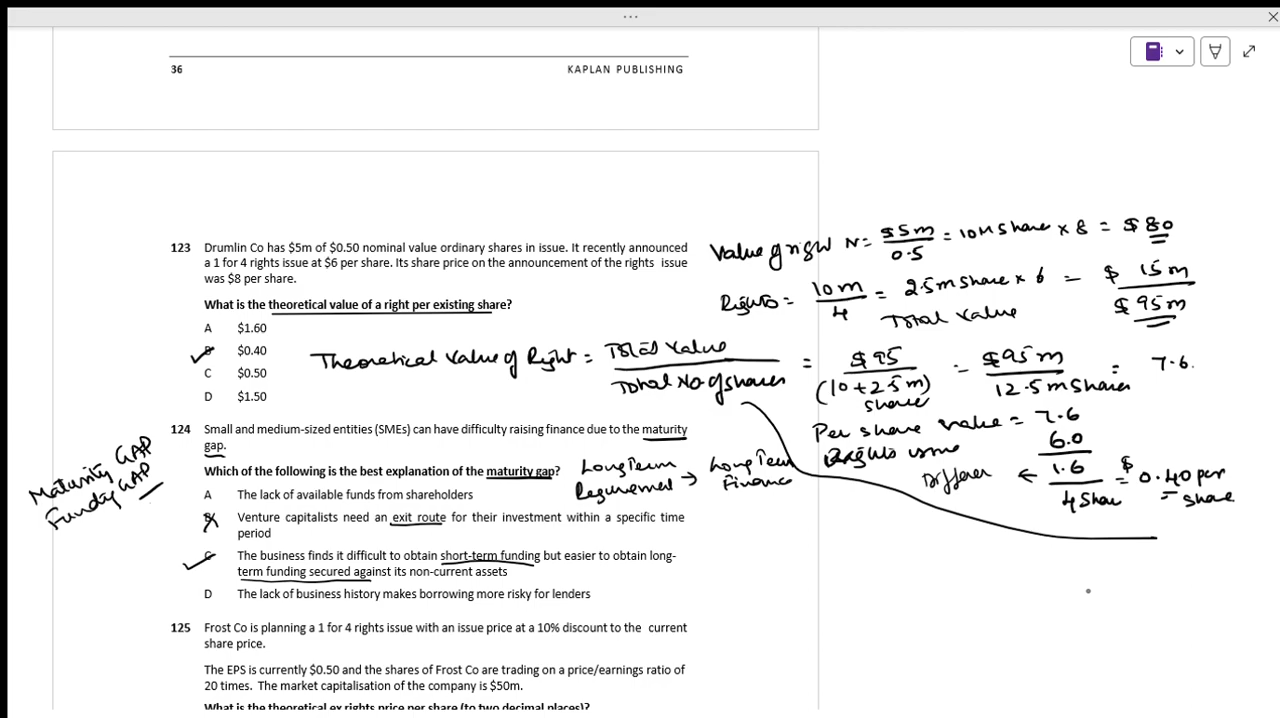 36 KAPLAN PUBLISHING
123 Drumlin Co has $5m of $0.50 nominal value ordinary shares in issue. It recently announced
a 1 for 4 rights issue at $6 per share. Its share price on the announcement of the rights issue
was $8 per share.
What is the theoretical value of a right per existing share?
A $1.60
B $0.40
C $0.50
D $1.50
Value of right N = $5m / 0.5 = 10M share x 8 = $80
Rights = 10m / 4 = 2.5m share x 6 = $ 15m
Total Value $95m
Theoretical Value of Right = Total Value / Total No of shares = $95 / (10+2.5m) share = $95m / 12.5m Shares = 7.6
Per share value = 7.6
Rights issue 6.0
Differen ← 1.6 / 4 Shar = $ 0.40 per share
124 Small and medium-sized entities (SMEs) can have difficulty raising finance due to the maturity
gap.
Which of the following is the best explanation of the maturity gap?
A The lack of available funds from shareholders
B Venture capitalists need an exit route for their investment within a specific time
period
C The business finds it difficult to obtain short-term funding but easier to obtain long-
term funding secured against its non-current assets
D The lack of business history makes borrowing more risky for lenders
Maturity GAP
Fundig GAP
Long Term Requiremet → Long Term Finance
125 Frost Co is planning a 1 for 4 rights issue with an issue price at a 10% discount to the current
share price.
The EPS is currently $0.50 and the shares of Frost Co are trading on a price/earnings ratio of
20 times. The market capitalisation of the company is $50m.
What is the theoretical ex rights price per share (to two decimal places)?